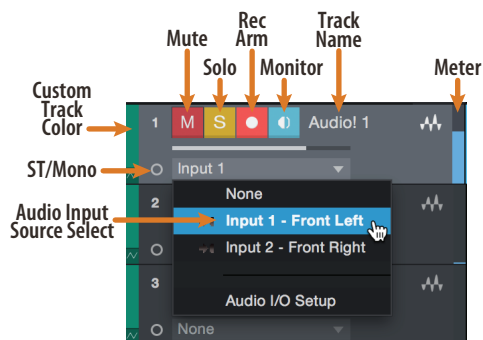 Mute
Rec
Arm
Track
Name
Solo
Monitor
Meter
Custom
Track
Color
1 M S Audio! 1
ST/Mono
Input 1
None
2
Audio Input
Source Select
Input 1 - Front Left
Input 2 - Front Right
3
Audio I/O Setup
None